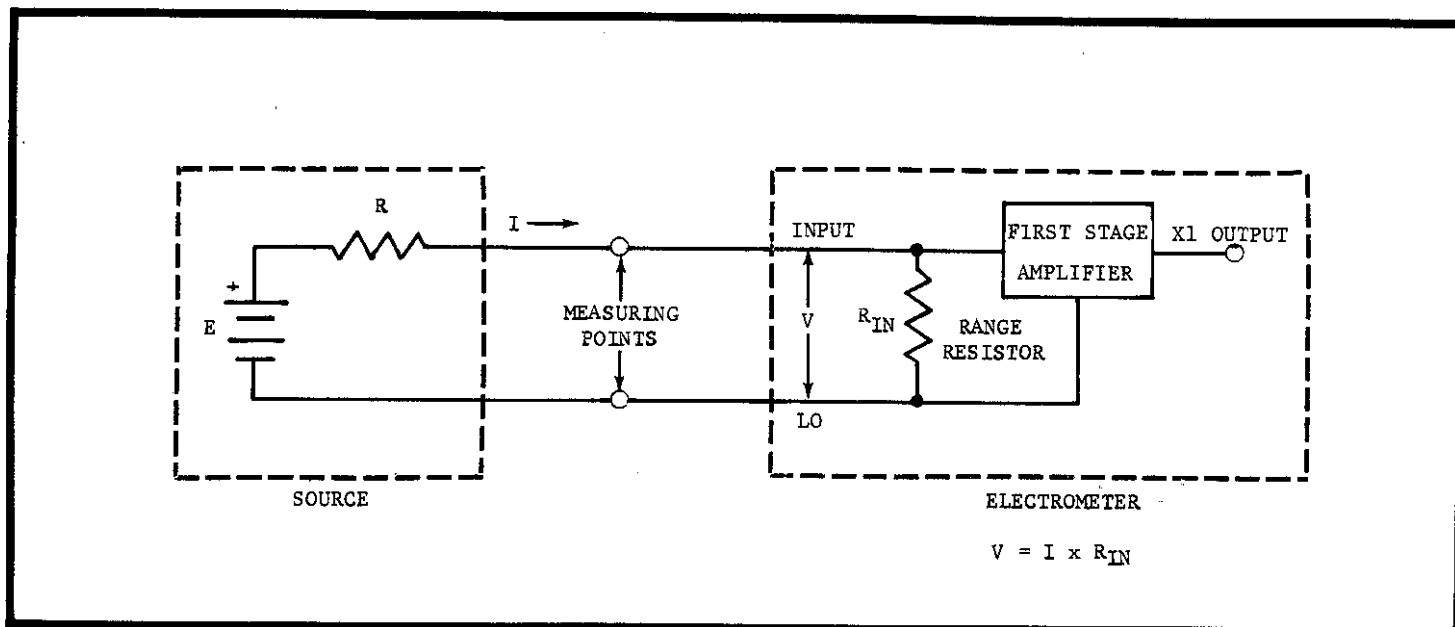 R
I
+
E
MEASURING
POINTS
SOURCE
INPUT
V
LO
RIN
RANGE
RESISTOR
FIRST STAGE
AMPLIFIER
X1 OUTPUT
ELECTROMETER
V = I x RIN